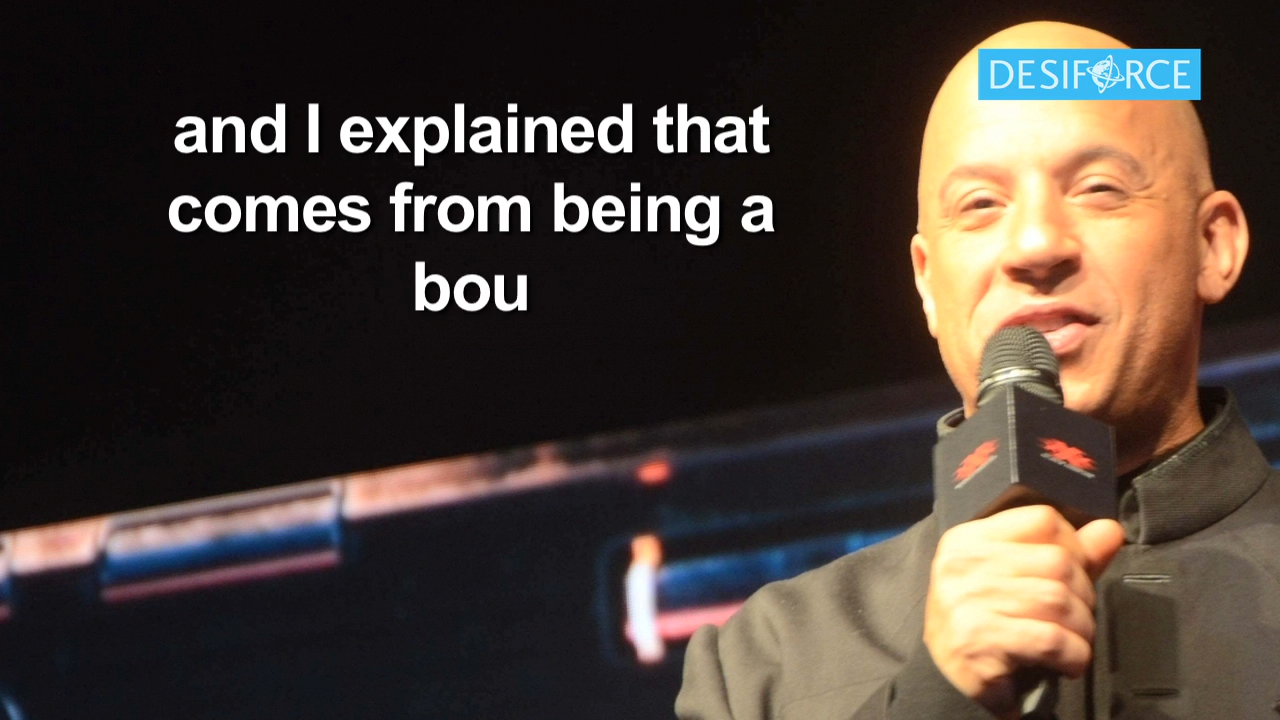 DESIFORCE
and I explained that
comes from being a
bou